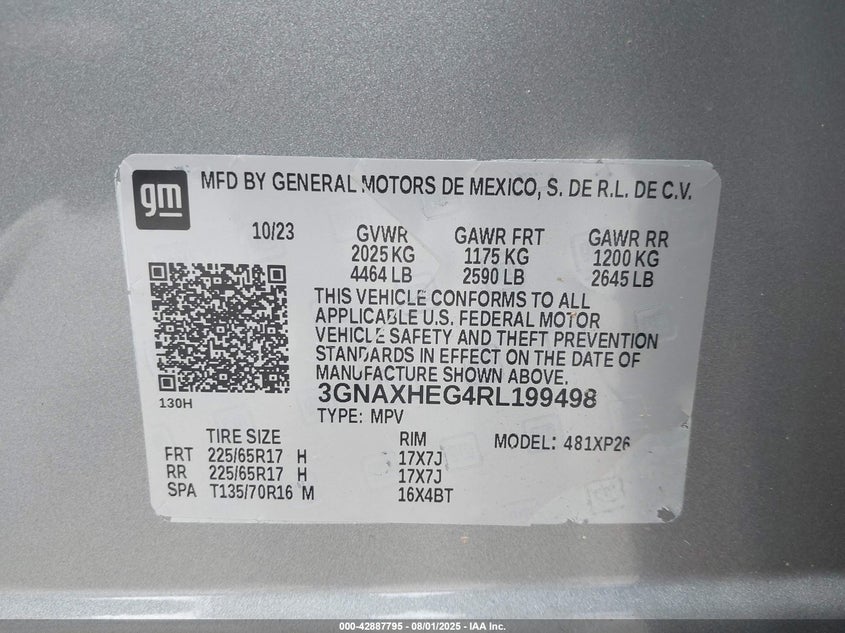 gm
MFD BY GENERAL MOTORS DE MEXICO, S. DE R.L. DE C.V.
10/23 GVWR GAWR FRT GAWR RR
2025 KG 1175 KG 1200 KG
4464 LB 2590 LB 2645 LB
THIS VEHICLE CONFORMS TO ALL
APPLICABLE U.S. FEDERAL MOTOR
VEHICLE SAFETY AND THEFT PREVENTION
STANDARDS IN EFFECT ON THE DATE OF
MANUFACTURE SHOWN ABOVE.
130H
3GNAXHEG4RL199498
TYPE: MPV
TIRE SIZE RIM MODEL: 481XP26
FRT 225/65R17 H 17X7J
RR 225/65R17 H 17X7J
SPA T135/70R16 M 16X4BT
000-42887795 - 08/01/2025 - IAA Inc.